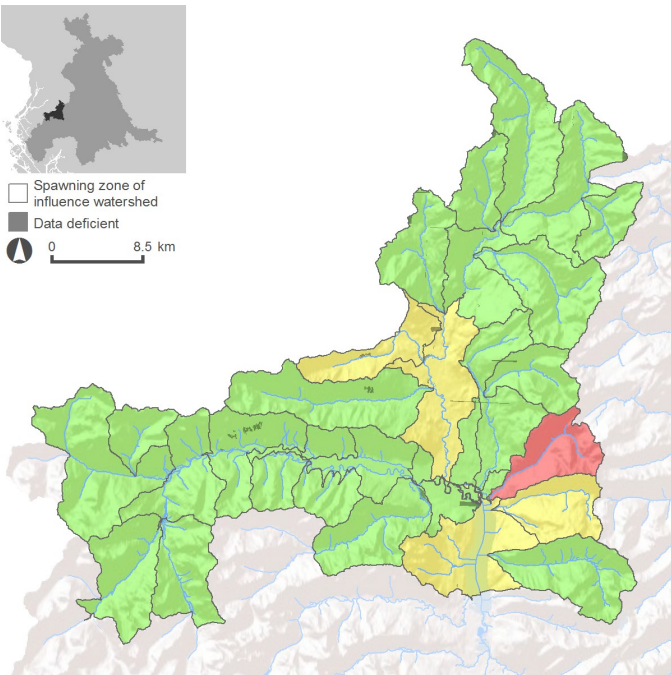 Spawning zone of
influence watershed
Data deficient
0 8.5 km